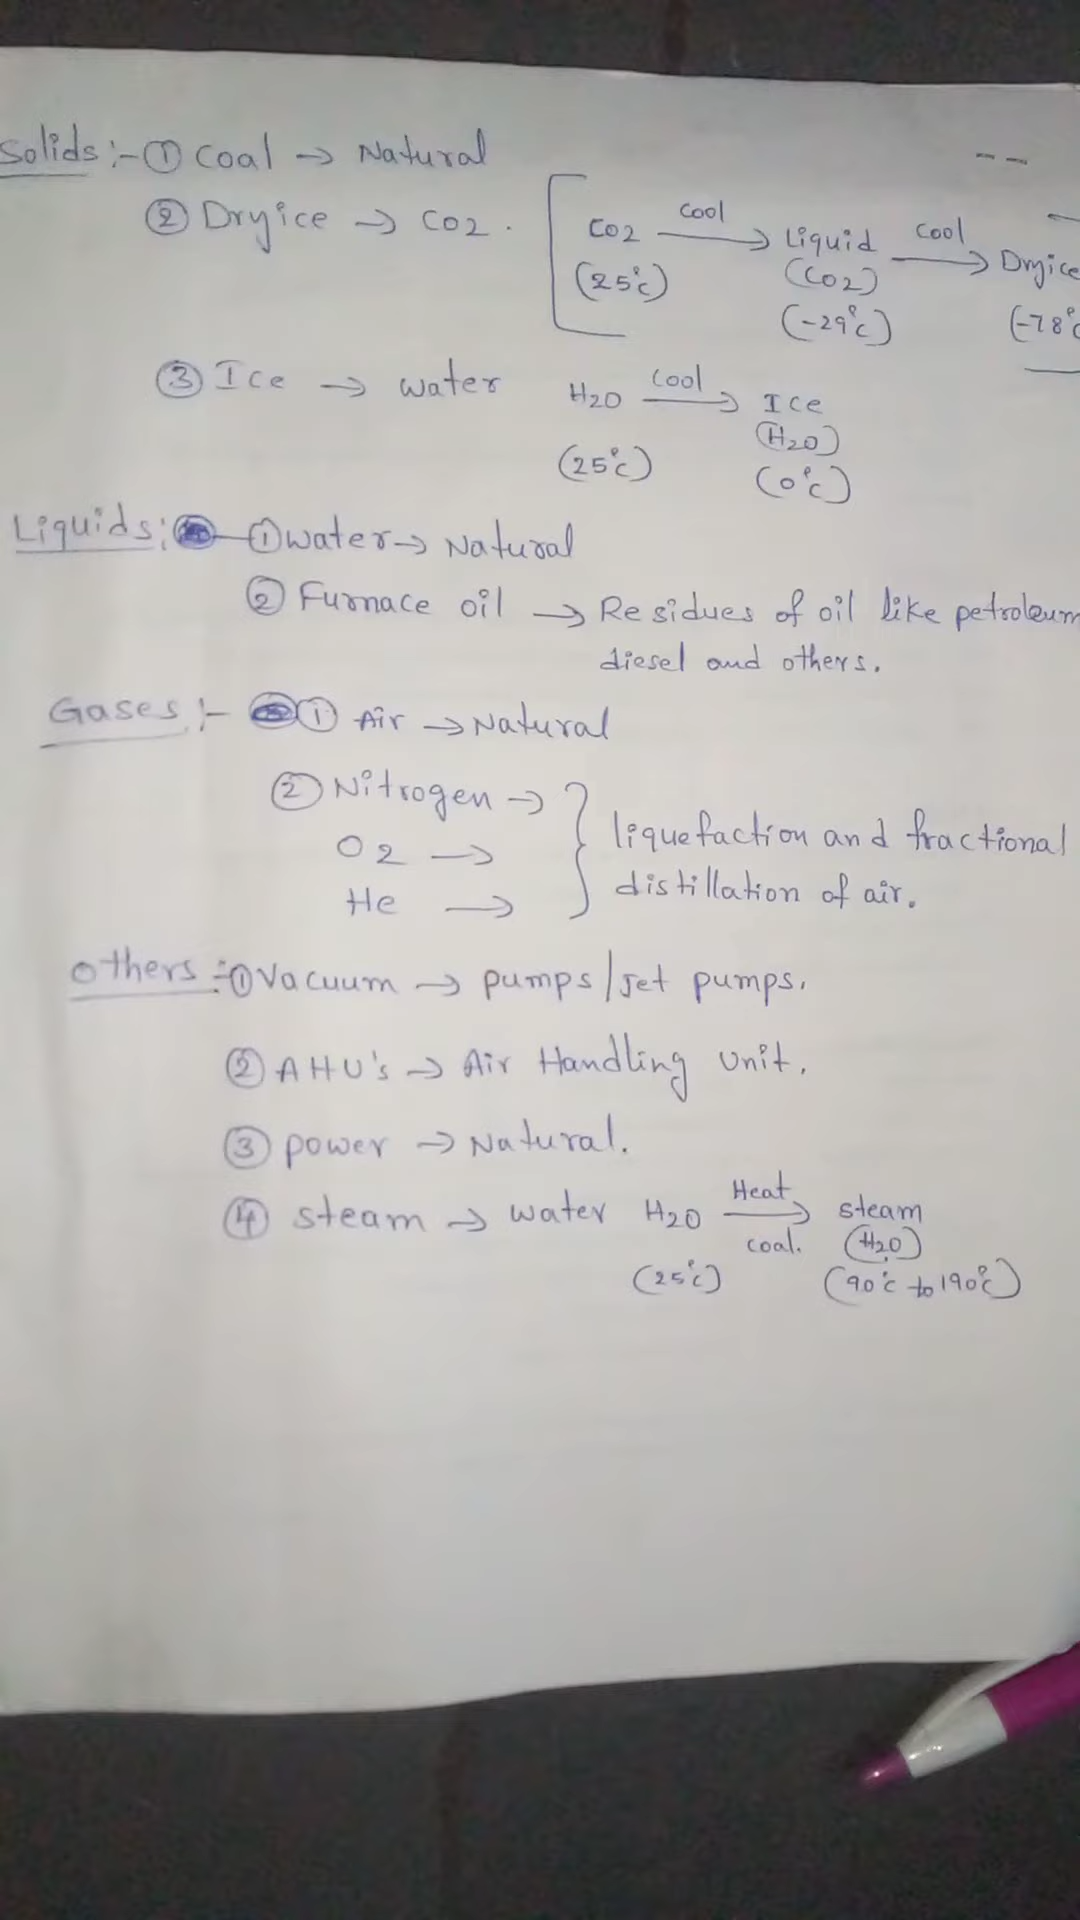 Solids :- ① Coal → Natural
② Dryice → CO2. [ CO2 cool→ Liquid cool→ Dryice
(25°c) (CO2)
(-29°c) (-78°c
③ Ice → water H2O cool→ Ice
(H2O)
(25°c) (0°c)
Liquids: ① water → Natural
② Furnace oil → Residues of oil like petroleum
diesel and others.
Gases :- ① Air → Natural
② Nitrogen → } liquefaction and fractional
O2 → distillation of air.
He →
Others :- ① Vacuum → pumps/Jet pumps.
② AHU's → Air Handling unit.
③ power → Natural.
④ steam → water H2O Heat→ steam
coal. (H2O)
(25°c) (90°c to 190°c)